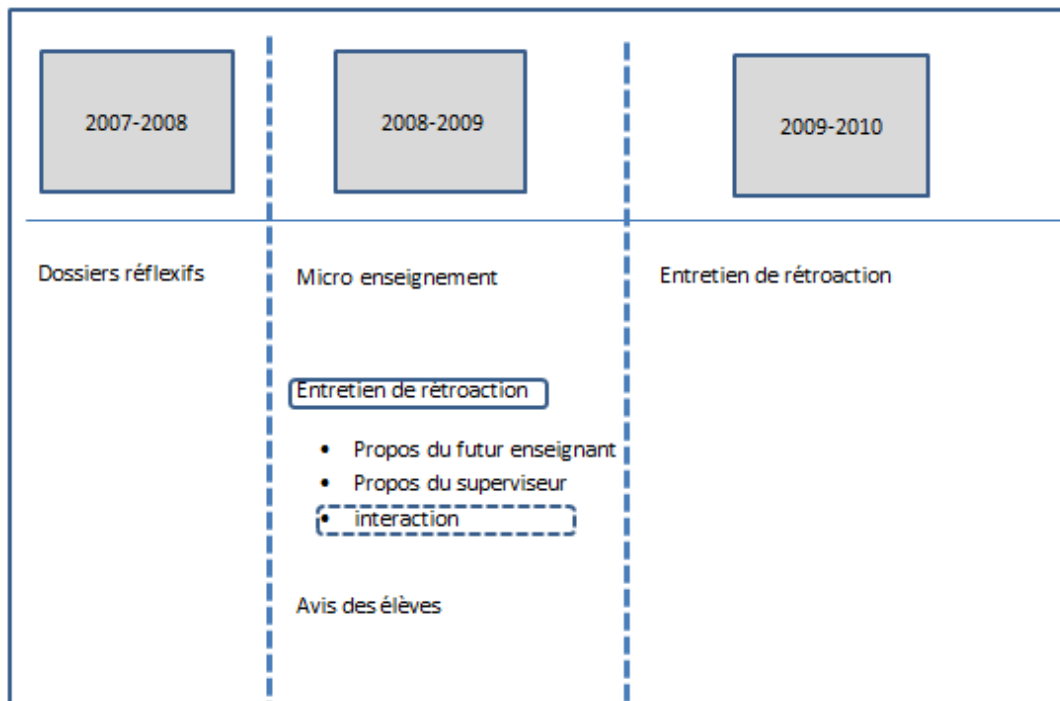 2007-2008
2008-2009
2009-2010
Dossiers réflexifs
Micro enseignement
Entretien de rétroaction
Entretien de rétroaction
• Propos du futur enseignant
• Propos du superviseur
• interaction
Avis des élèves